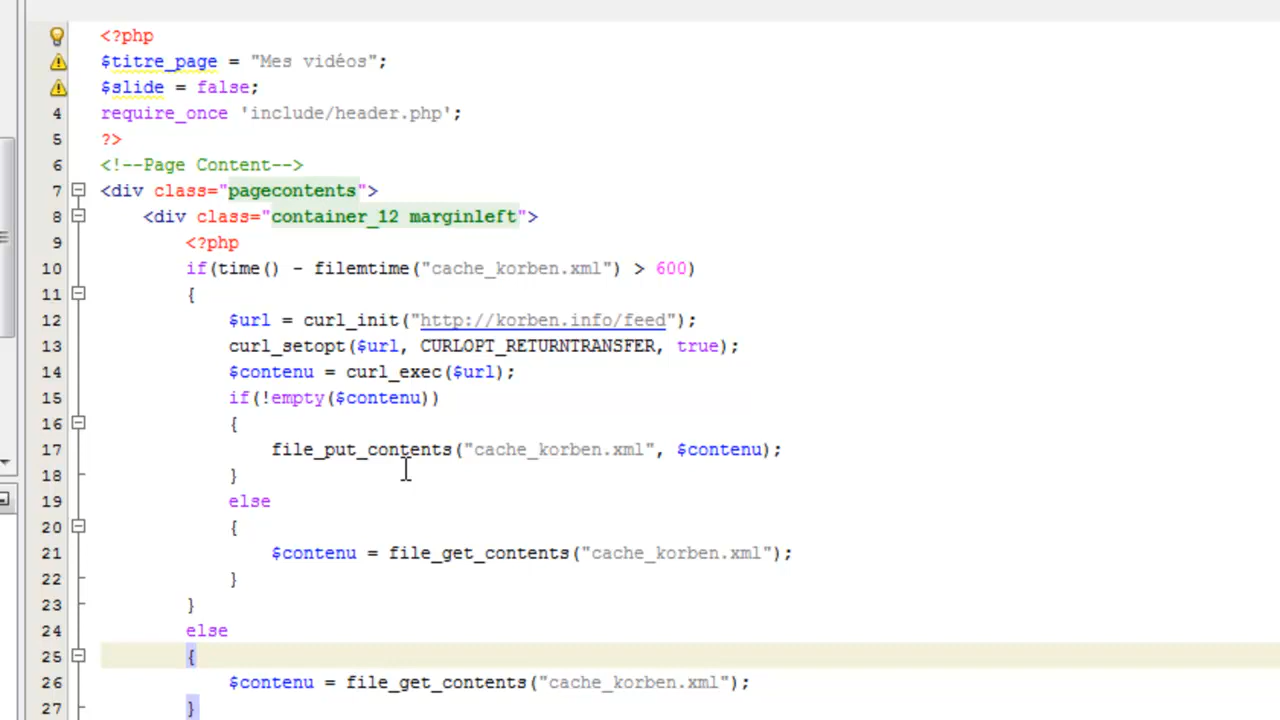 <?php
$titre_page = "Mes vidéos";
$slide = false;
4 require_once 'include/header.php';
5 ?>
6 <!--Page Content-->
7 <div class="pagecontents">
8 <div class="container_12 marginleft">
9 <?php
10 if(time() - filemtime("cache_korben.xml") > 600)
11 {
12 $url = curl_init("http://korben.info/feed");
13 curl_setopt($url, CURLOPT_RETURNTRANSFER, true);
14 $contenu = curl_exec($url);
15 if(!empty($contenu))
16 {
17 file_put_contents("cache_korben.xml", $contenu);
18 }
19 else
20 {
21 $contenu = file_get_contents("cache_korben.xml");
22 }
23 }
24 else
25 {
26 $contenu = file_get_contents("cache_korben.xml");
27 }